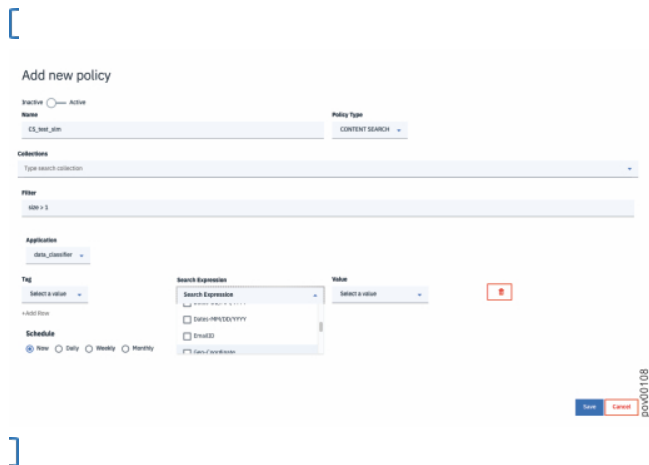 Add new policy
Inactive Active
Name Policy Type
CS_test_sim CONTENT SEARCH
Collections
Type search collection
Filter
size > 1
Application
data_classifier
Tag Search Expression Value
Select a value Search Expression Select a value
Dates-MM/DD/YYYY
+Add Row
EmailID
Schedule
Now Daily Weekly Monthly
Geo-Coordinate
Save Cancel
pov00108